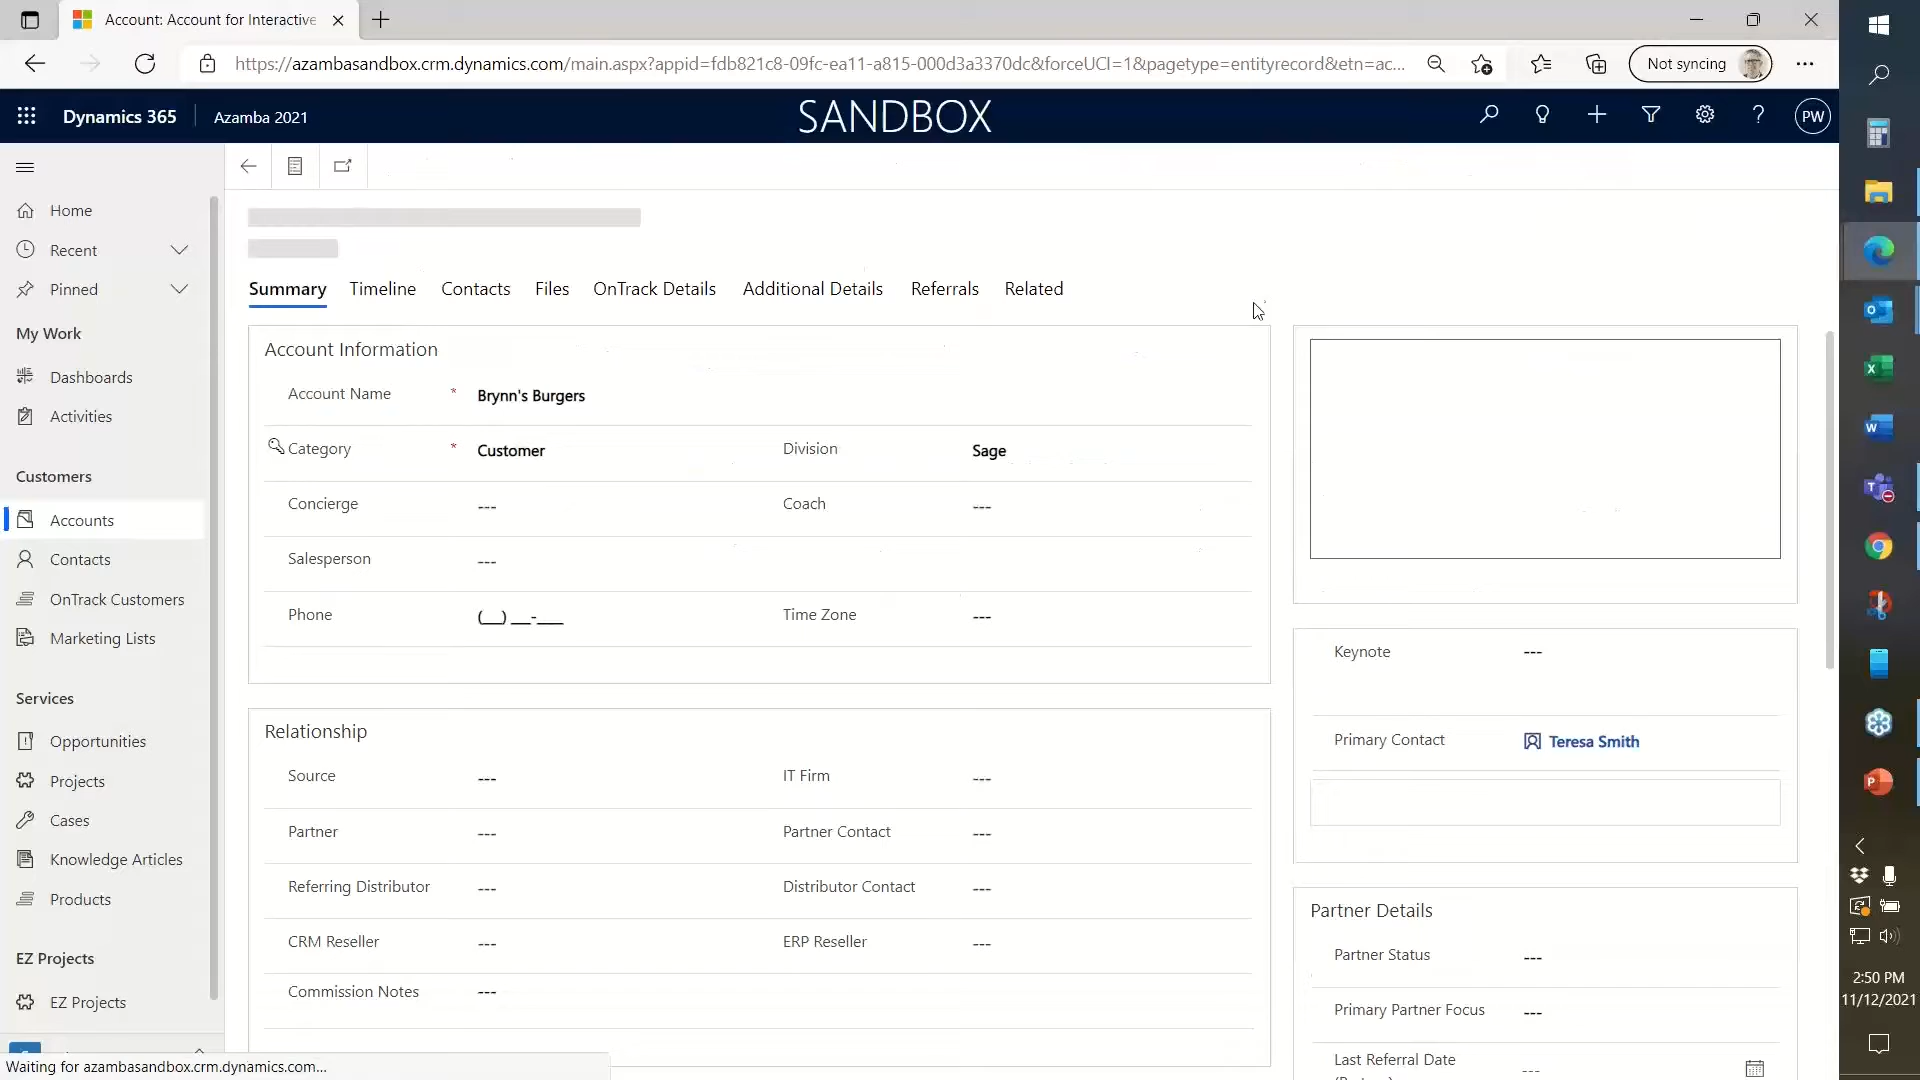 Account: Account for Interactive
https://azambasandbox.crm.dynamics.com/main.aspx?appid=fdb821c8-09fc-ea11-a815-000d3a3370dc&forceUCI=1&pagetype=entityrecord&etn=ac...
Not syncing
Dynamics 365
Azamba 2021
SANDBOX
PW
Home
Recent
Pinned
My Work
Dashboards
Activities
Customers
Accounts
Contacts
OnTrack Customers
Marketing Lists
Services
Opportunities
Projects
Cases
Knowledge Articles
Products
EZ Projects
EZ Projects
Waiting for azambasandbox.crm.dynamics.com...
Summary Timeline Contacts Files OnTrack Details Additional Details Referrals Related
Account Information
Account Name * Brynn's Burgers
Category * Customer Division Sage
Concierge --- Coach ---
Salesperson ---
Phone (__) __-___ Time Zone ---
Relationship
Source --- IT Firm ---
Partner --- Partner Contact ---
Referring Distributor --- Distributor Contact ---
CRM Reseller --- ERP Reseller ---
Commission Notes ---
Keynote ---
Primary Contact Teresa Smith
Partner Details
Partner Status ---
Primary Partner Focus ---
Last Referral Date ---
2:50 PM
11/12/2021